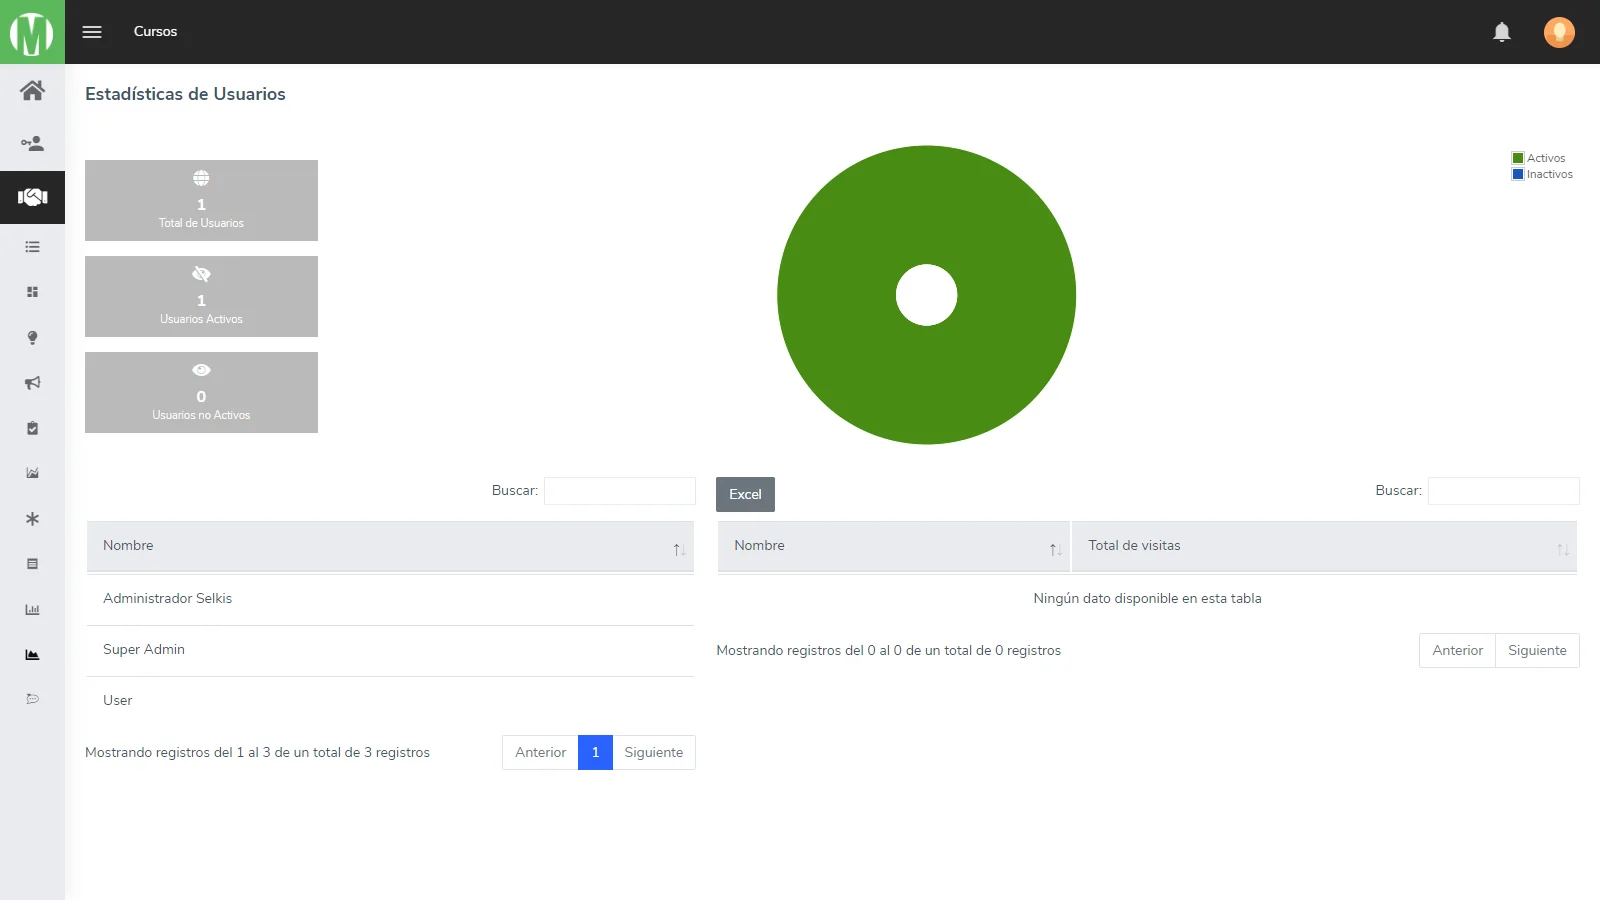 M
Cursos
Estadísticas de Usuarios
1
Total de Usuarios
1
Usuarios Activos
0
Usuarios no Activos
Activos
Inactivos
Buscar:
Nombre
Administrador Selkis
Super Admin
User
Mostrando registros del 1 al 3 de un total de 3 registros
Anterior 1 Siguiente
Excel
Buscar:
Nombre Total de visitas
Ningún dato disponible en esta tabla
Mostrando registros del 0 al 0 de un total de 0 registros
Anterior Siguiente